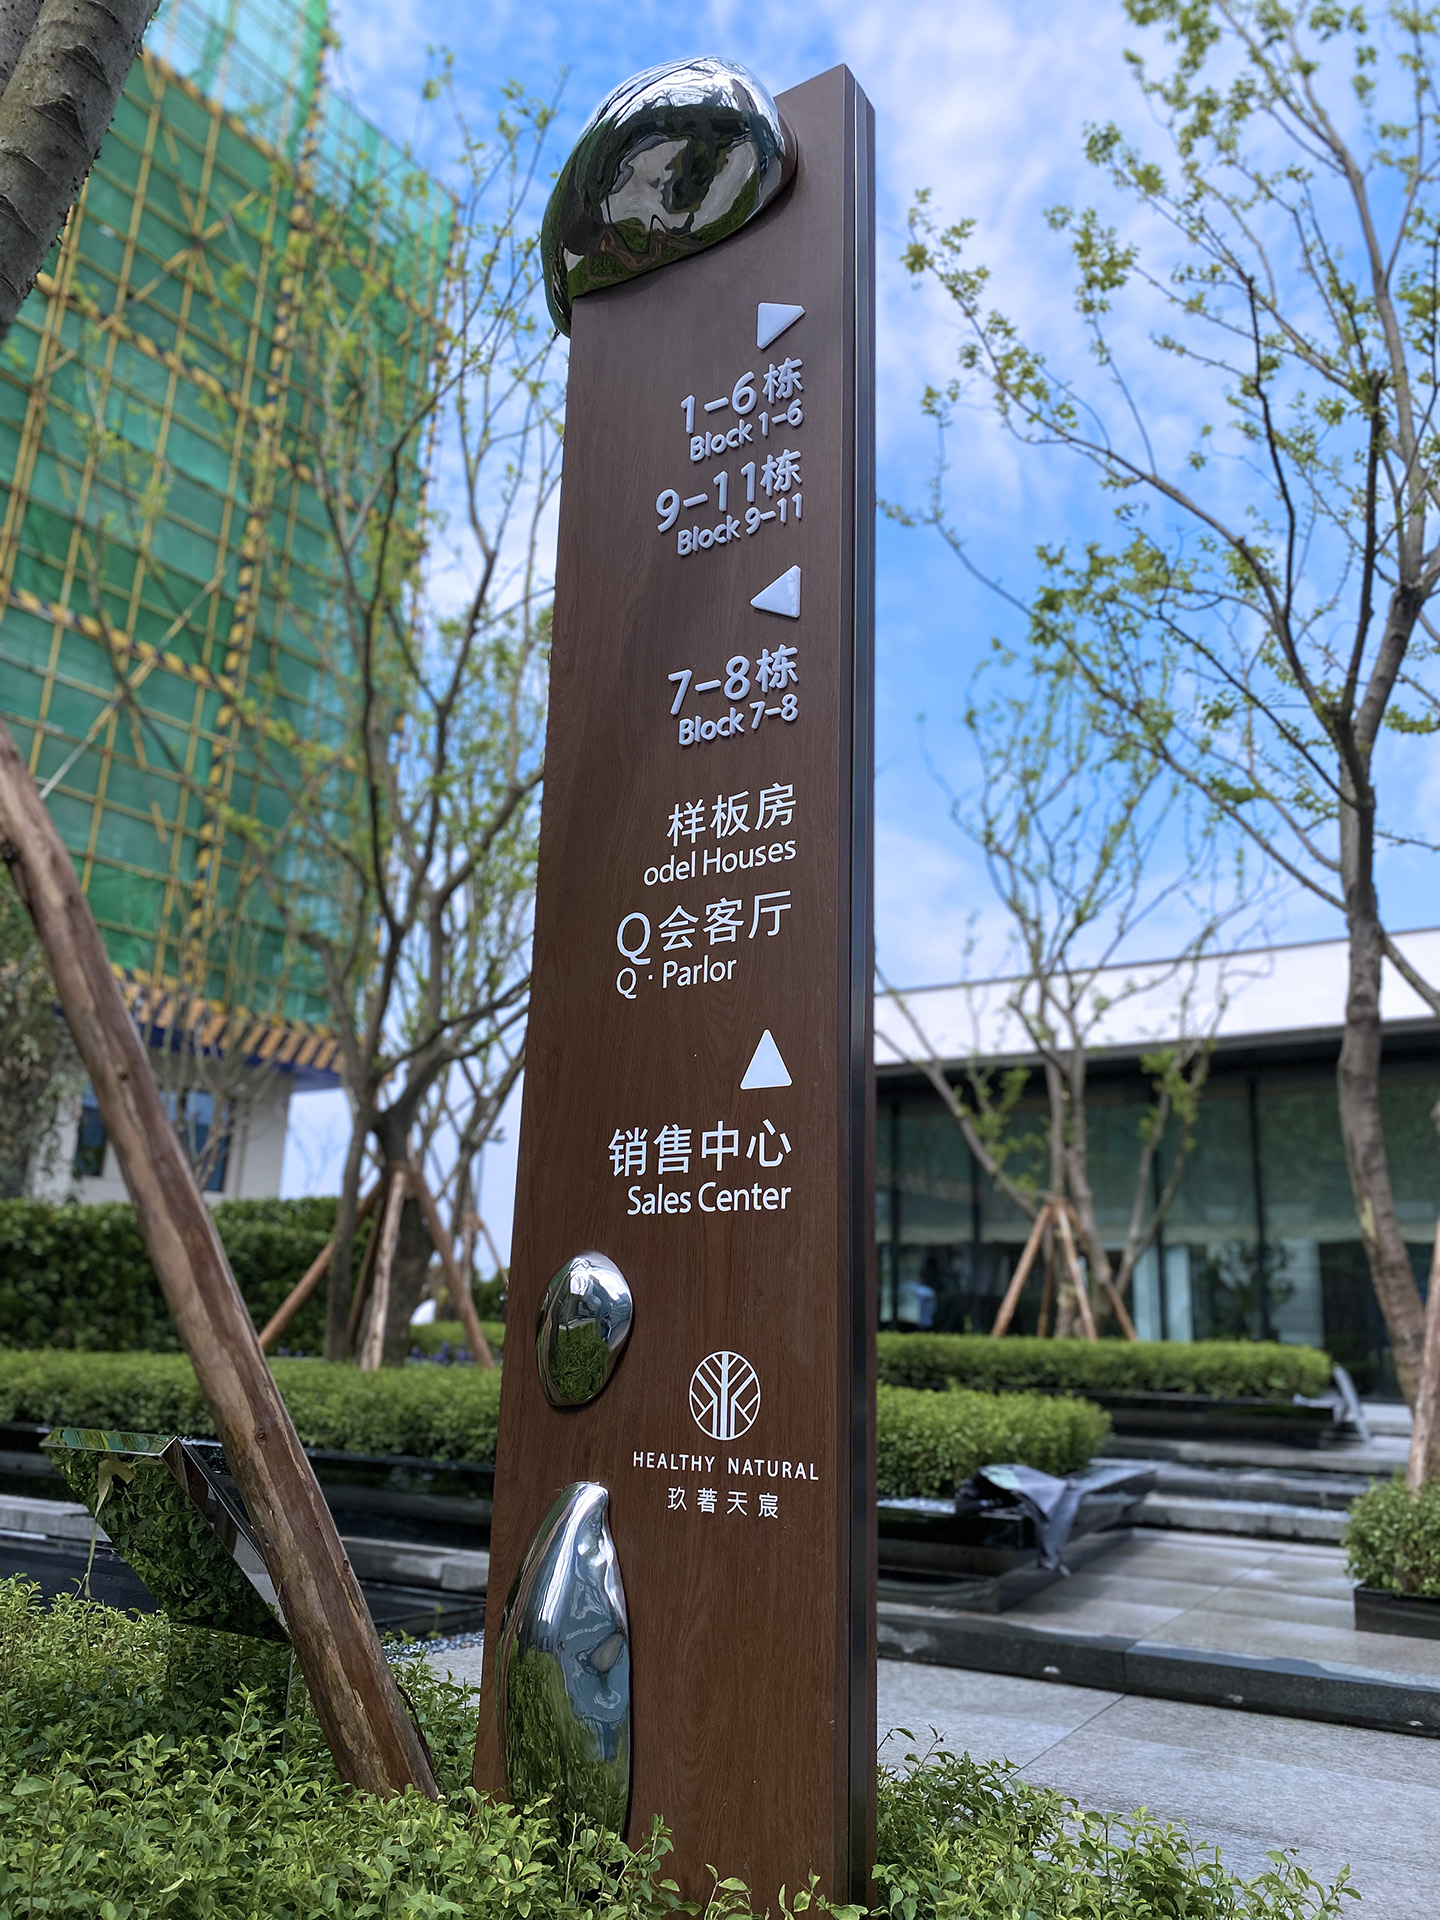 1-6栋
Block 1-6
9-11栋
Block 9-11
7-8栋
Block 7-8
样板房
odel Houses
Q会客厅
Q · Parlor
销售中心
Sales Center
HEALTHY NATURAL
玖著天宸